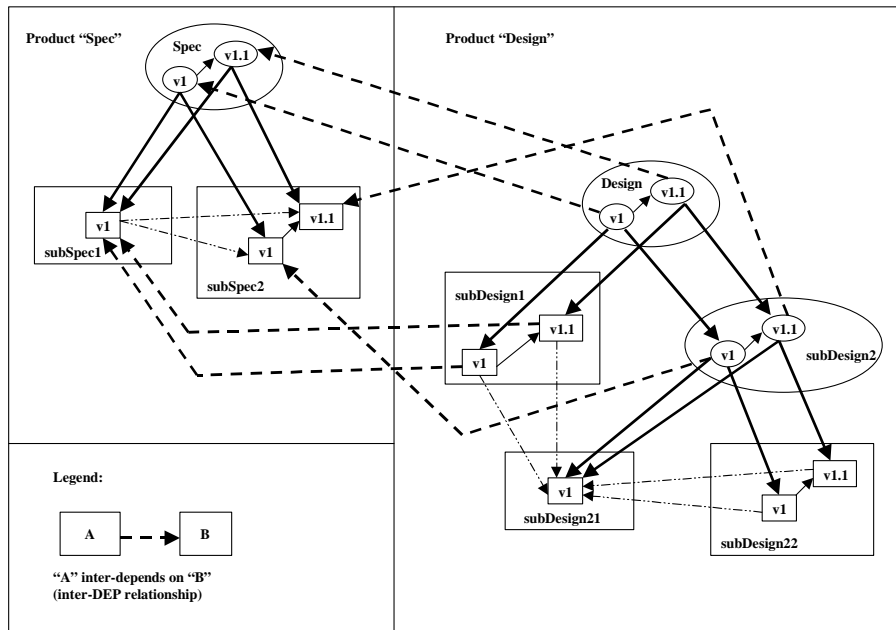 Product “Spec”
Spec
v1.1
v1
v1
subSpec1
v1.1
v1
subSpec2
Product “Design”
Design
v1.1
v1
subDesign1
v1.1
v1
v1.1
v1
subDesign2
v1
subDesign21
v1.1
v1
subDesign22
Legend:
A
B
“A” inter-depends on “B”
(inter-DEP relationship)